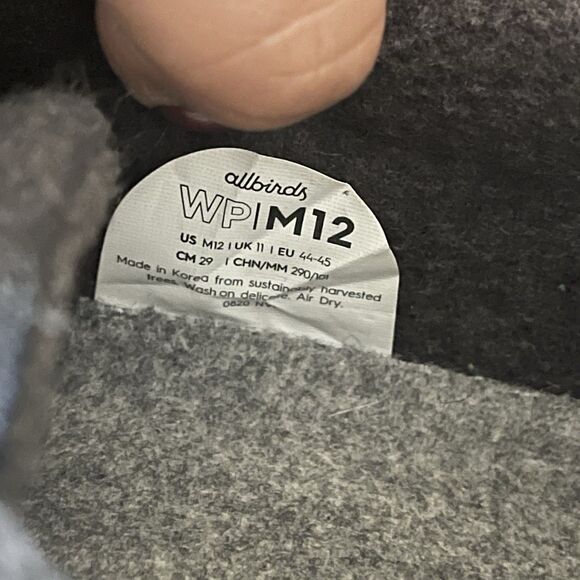 allbirds
WP|M12
US M12 | UK 11 | EU 44-45
CM 29 | CHN/MM 290/
Made in Korea from sustainably harvested
trees. Wash on delicate. Air Dry.
0820